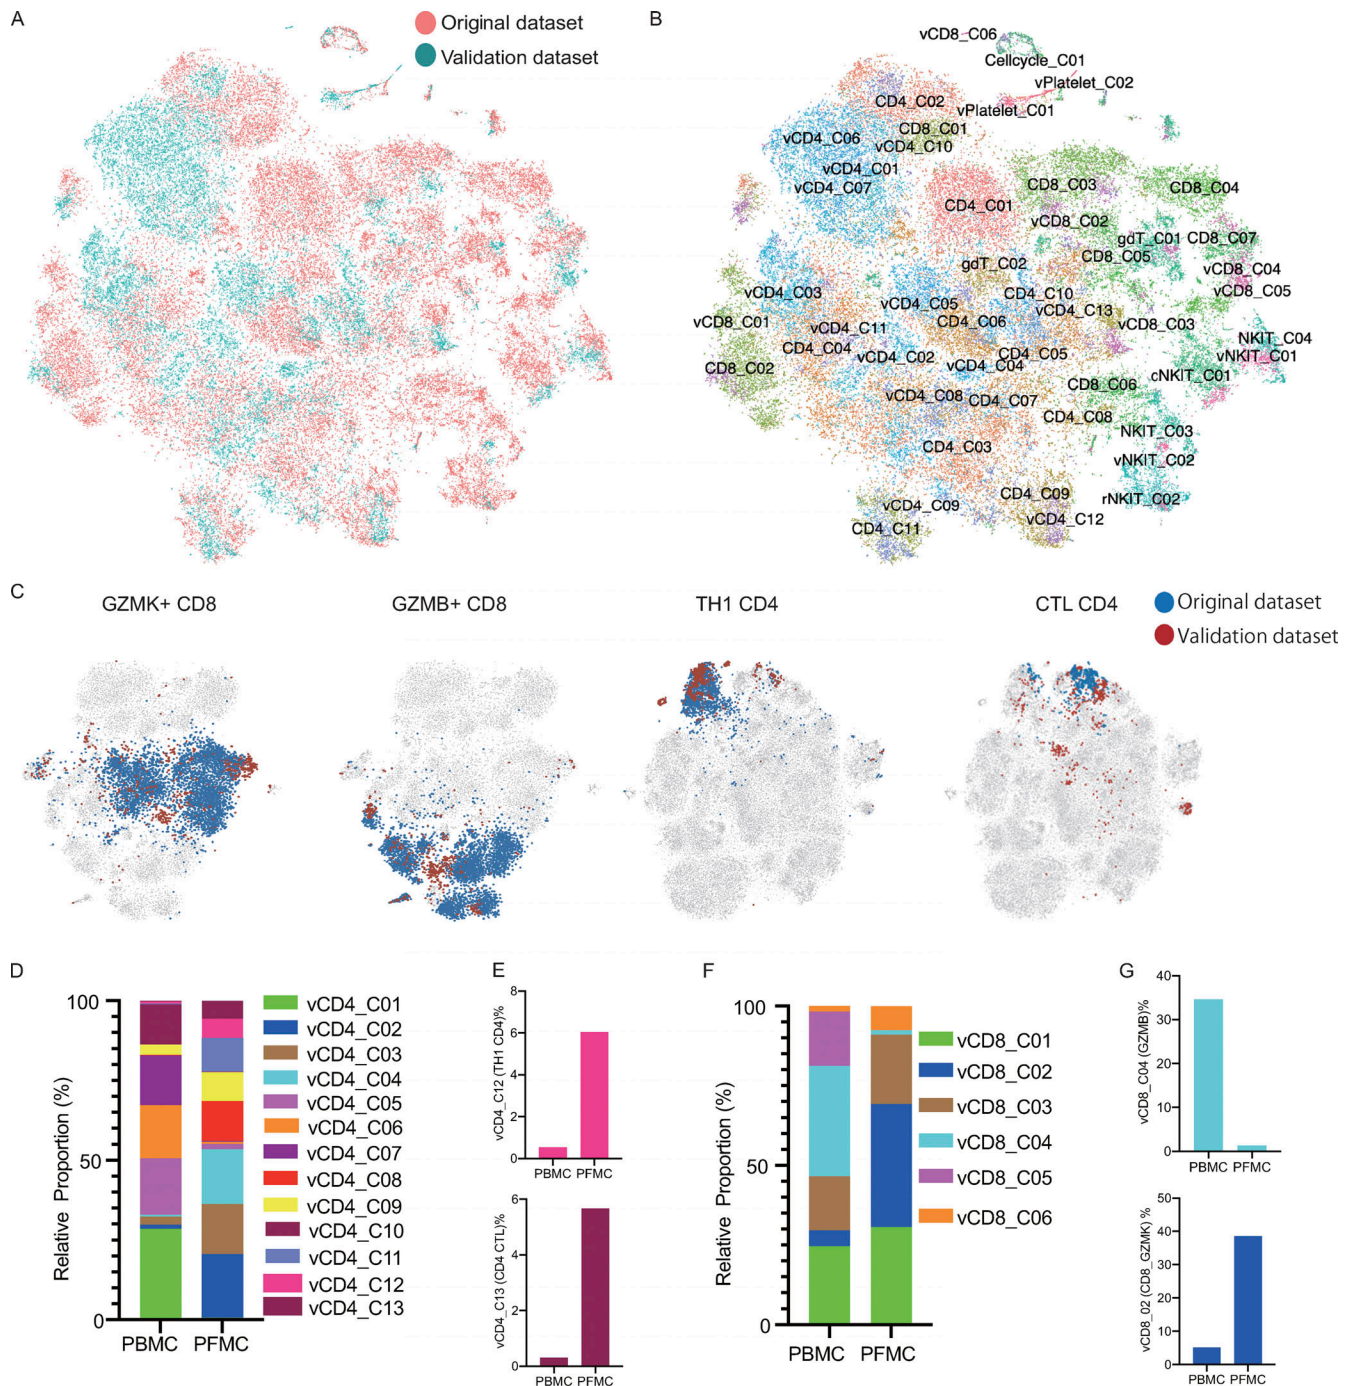 A
Original dataset
Validation dataset
B
vCD8_C06
Cellcycle_C01
vPlatelet_C02
CD4_C02
vPlatelet_C01
CD8_C01
vCD4_C06
vCD4_C10
vCD4_C01
vCD4_C07
CD8_C03
CD8_C04
CD4_C01
vCD8_C02
gdT_C01
CD8_C07
CD8_C05
gdT_C02
vCD8_C04
vCD4_C03
CD4_C10
vCD8_C05
vCD4_C05
vCD4_C13
vCD8_C01
vCD4_C11
CD4_C06
vCD8_C03
CD4_C04
vCD4_C02
CD4_C05
NKIT_C04
vNKIT_C01
CD8_C02
vCD4_C04
cNKIT_C01
CD8_C06
vCD4_C08
CD4_C07
CD4_C08
NKIT_C03
CD4_C03
vNKIT_C02
CD4_C09
rNKIT_C02
vCD4_C09
vCD4_C12
CD4_C11
C
GZMK+ CD8
GZMB+ CD8
TH1 CD4
CTL CD4
Original dataset
Validation dataset
D
Relative Proportion (%)
100
50
0
PBMC
PFMC
vCD4_C01
vCD4_C02
vCD4_C03
vCD4_C04
vCD4_C05
vCD4_C06
vCD4_C07
vCD4_C08
vCD4_C09
vCD4_C10
vCD4_C11
vCD4_C12
vCD4_C13
E
vCD4_C12 (TH1 CD4)%
8
6
4
2
0
PBMC PFMC
vCD4_C13 (CD4 CTL)%
6
4
2
0
PBMC PFMC
F
Relative Proportion (%)
100
50
0
PBMC
PFMC
vCD8_C01
vCD8_C02
vCD8_C03
vCD8_C04
vCD8_C05
vCD8_C06
G
vCD8_C04 (GZMB)%
40
30
20
10
0
PBMC PFMC
vCD8_02 (CD8_GZMK) %
50
40
30
20
10
0
PBMC PFMC